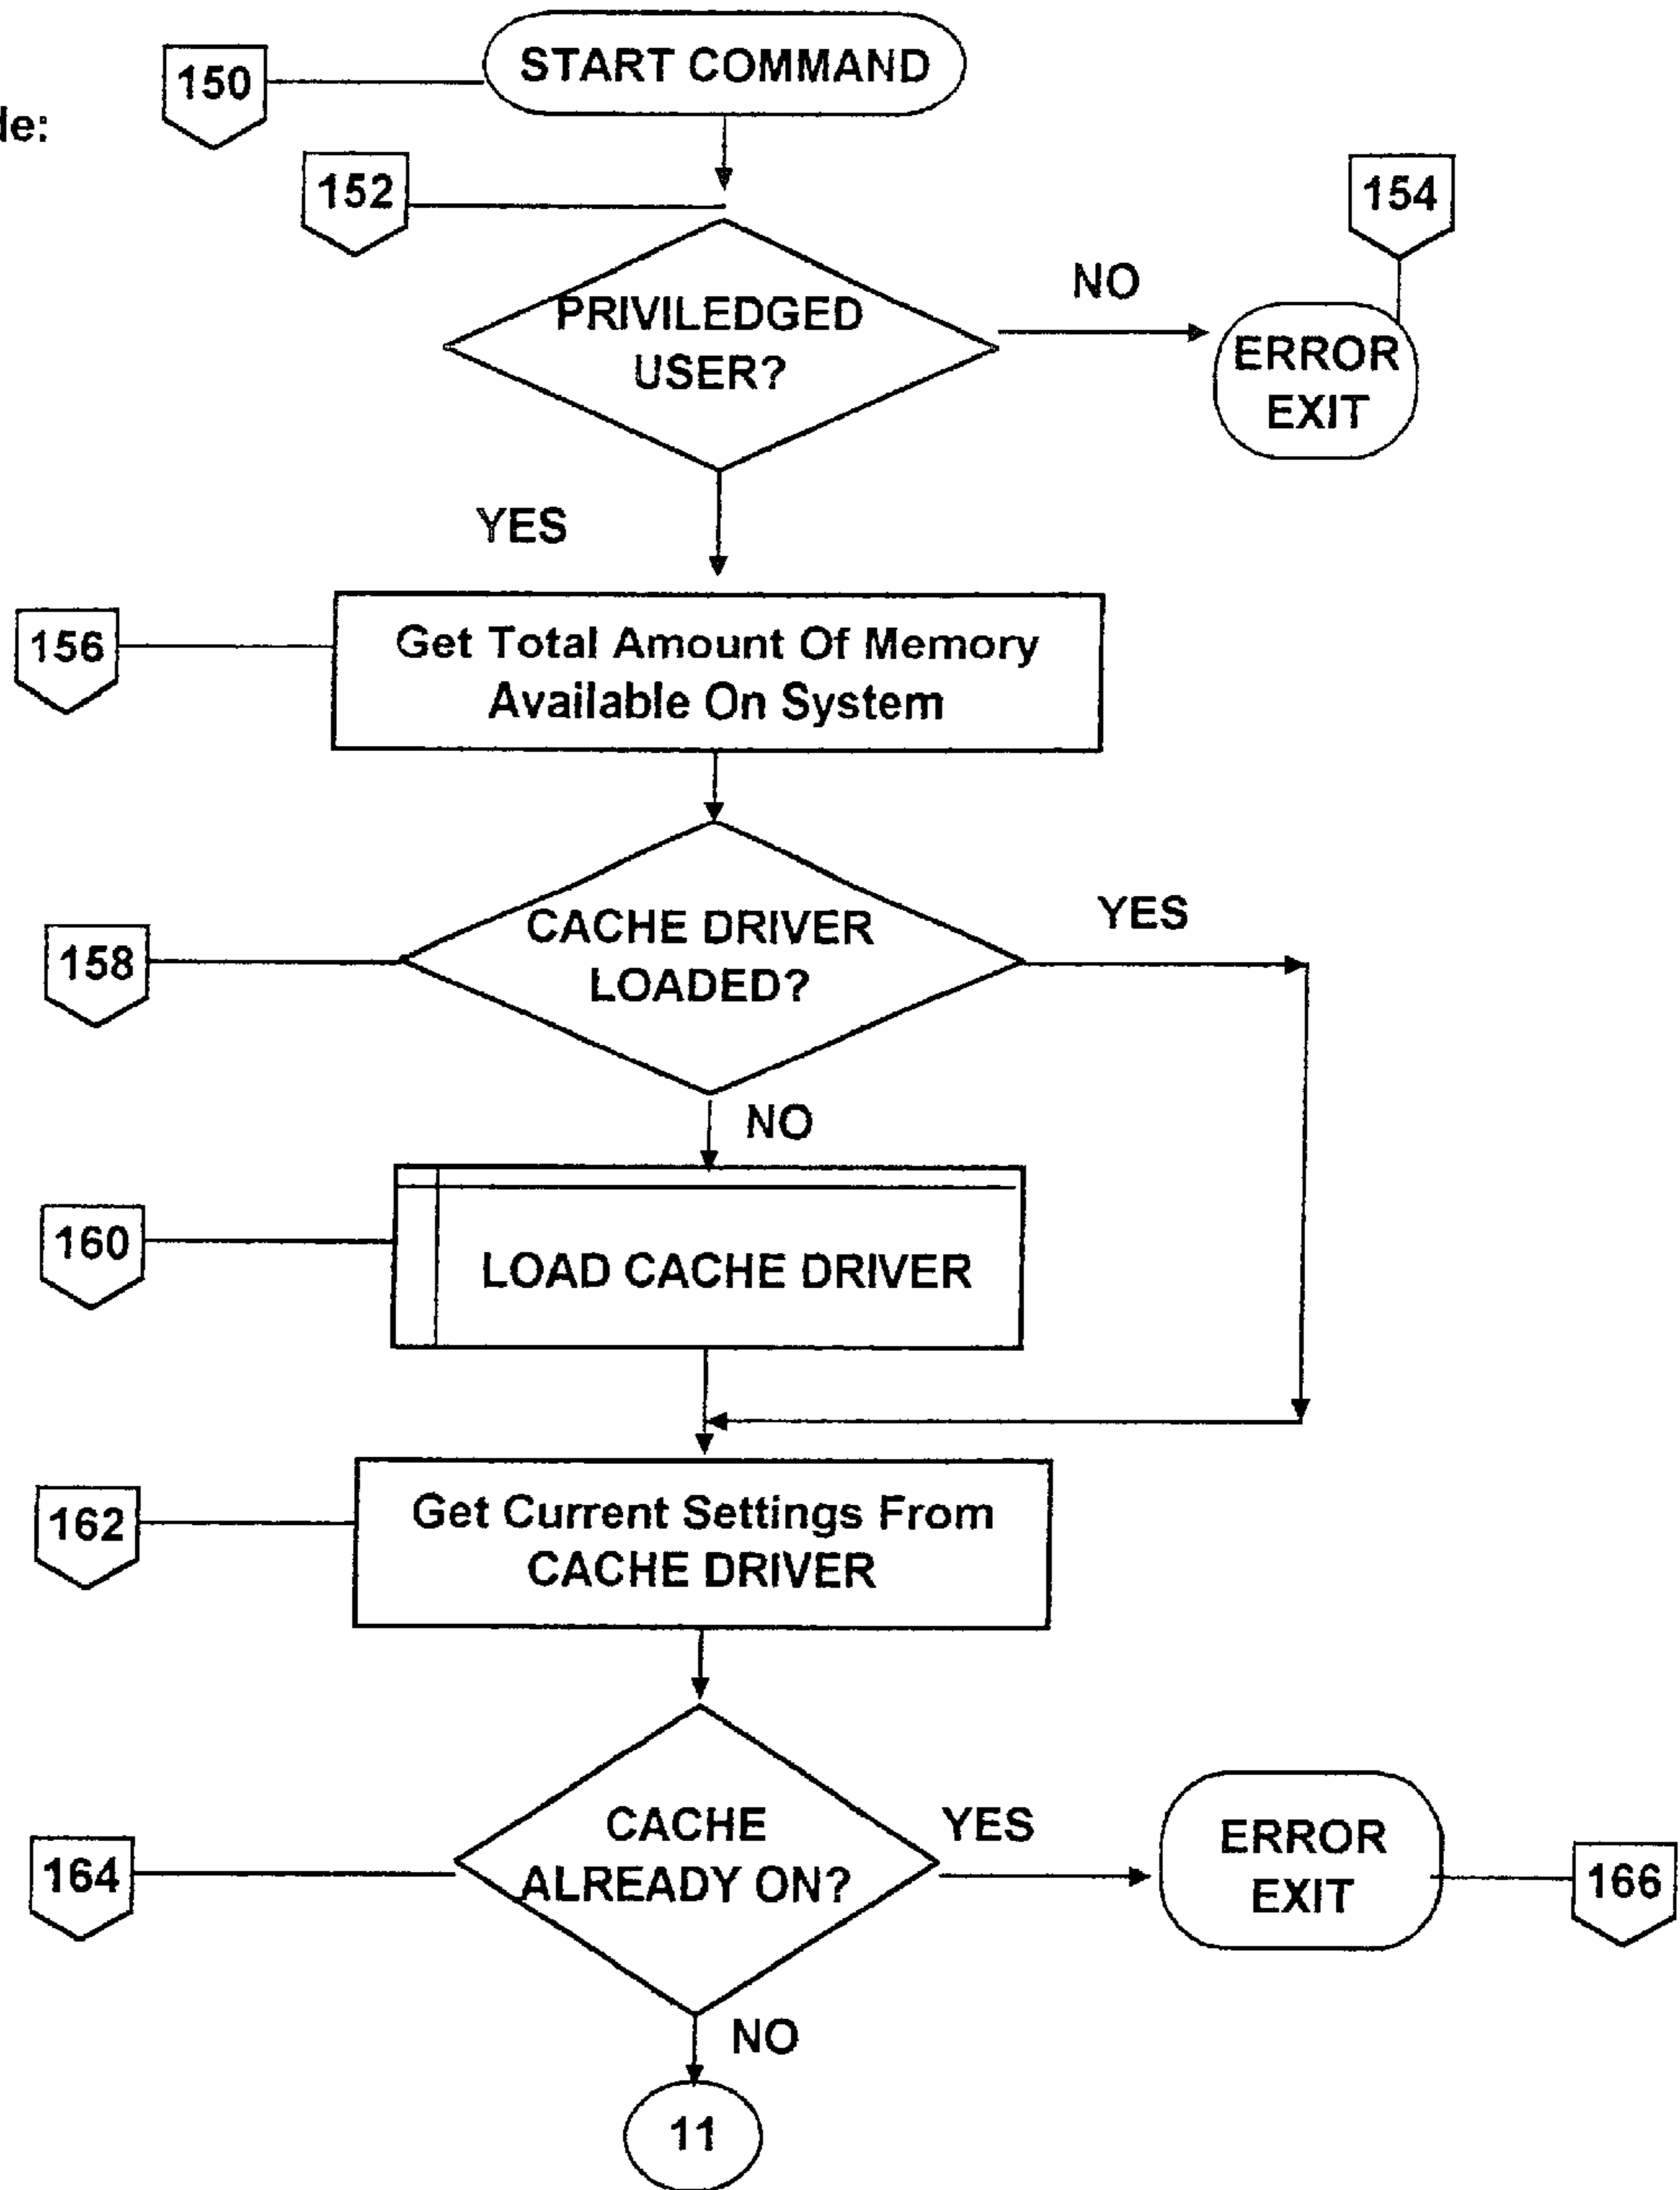 150
START COMMAND
de:
152
154
NO
PRIVILEDGED
USER?
ERROR
EXIT
YES
156
Get Total Amount Of Memory
Available On System
158
CACHE DRIVER
LOADED?
YES
NO
160
LOAD CACHE DRIVER
162
Get Current Settings From
CACHE DRIVER
164
CACHE
ALREADY ON?
YES
ERROR
EXIT
166
NO
11